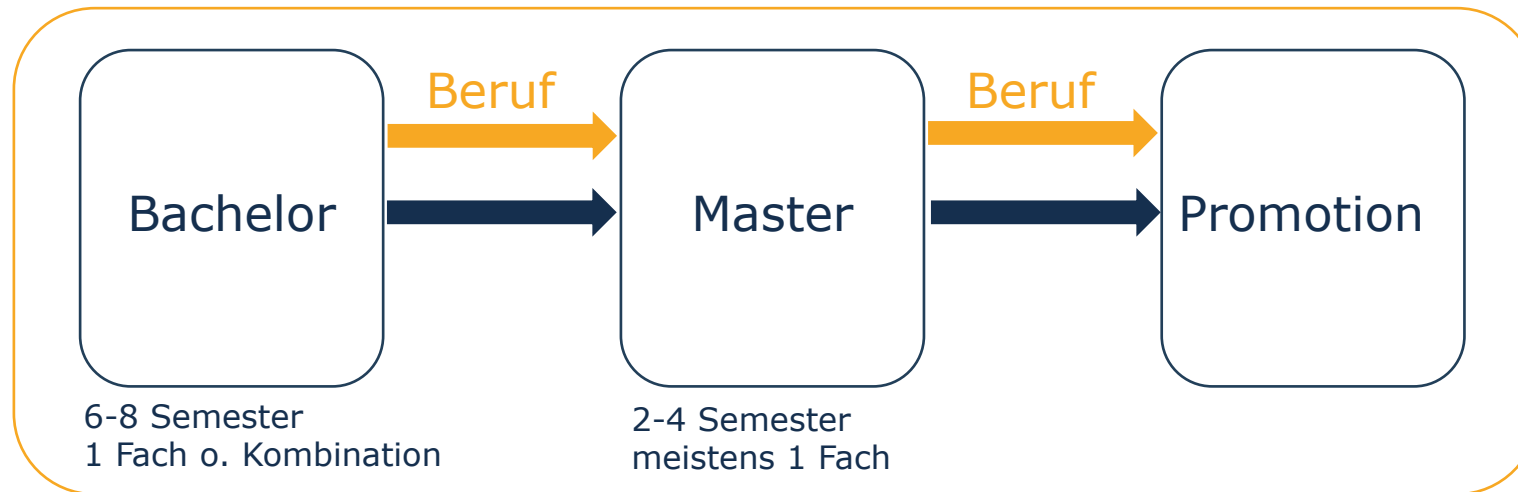 Beruf
Beruf
Bachelor
Master
Promotion
6-8 Semester
1 Fach o. Kombination
2-4 Semester
meistens 1 Fach